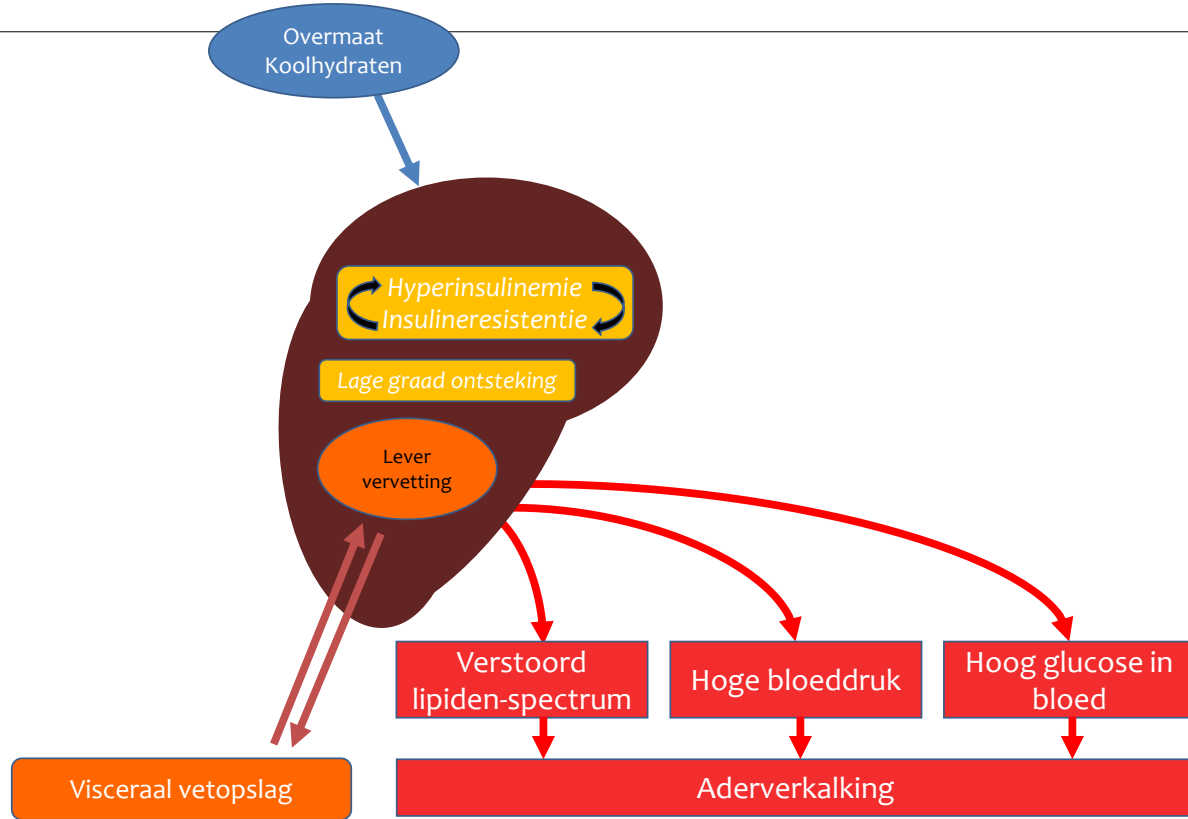 Overmaat
Koolhydraten
Hyperinsulinemie
Insulineresistentie
Lage graad ontsteking
Lever
vervetting
Verstoord
lipiden-spectrum
Hoge bloeddruk
Hoog glucose in
bloed
Visceraal vetopslag
Aderverkalking